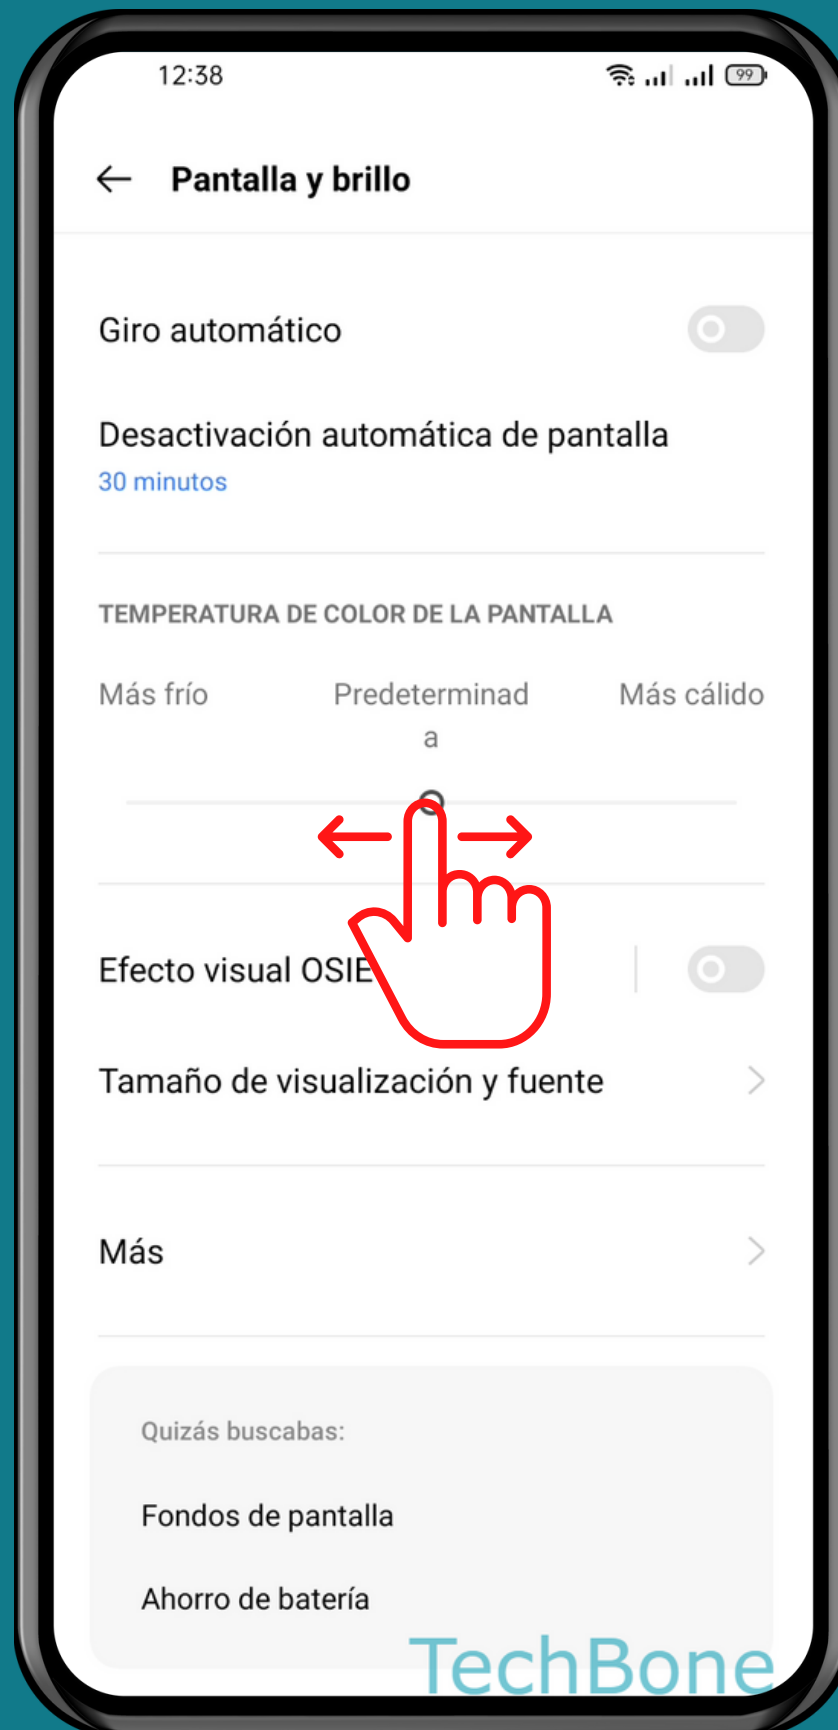 12:38
99
Pantalla y brillo
Giro automático
Desactivación automática de pantalla
30 minutos
TEMPERATURA DE COLOR DE LA PANTALLA
Más frío Predeterminad Más cálido
a
Efecto visual OSIE
Tamaño de visualización y fuente
Más
Quizás buscabas:
Fondos de pantalla
Ahorro de batería
TechBone